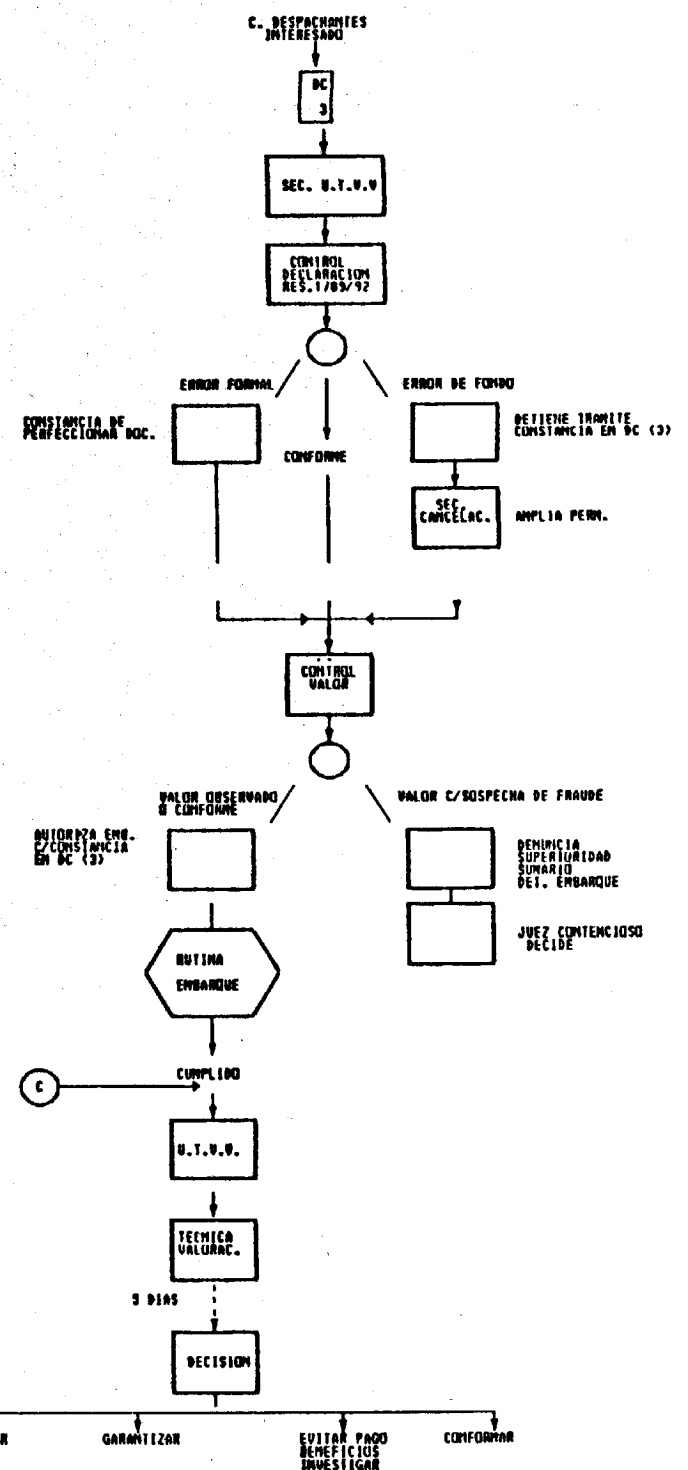 C. DESPACHANTES
INTERESADO
DC
3
SEC. U.T.V.V
CONTROL
DECLARACION
RES.1/85/92
ERROR FORMAL
ERROR DE FONDO
CONSTANCIA DE
PERFECCIONAR DOC.
CONFORME
DETIENE TRAMITE
CONSTANCIA EN DC (3)
SEC.
CANCELAC.
AMPLIA PERM.
CONTROL
VALOR
VALOR OBSERVADO
O CONFORME
VALOR C/SOSPECHA DE FRAUDE
AUTORIZA EMB.
C/CONSTANCIA
EN DC (3)
DENUNCIA
SUPERIORIDAD
SUMARIO
DET. EMBARQUE
JUEZ CONTENCIOSO
DECIDE
RUTINA
EMBARQUE
C
CUMPLIDO
U.T.V.V.
TECNICA
VALORAC.
DIAS
DECISION
R
GARANTIZAR
EVITAR PAGO
BENEFICIOS
INVESTIGAR
CONFORMAR